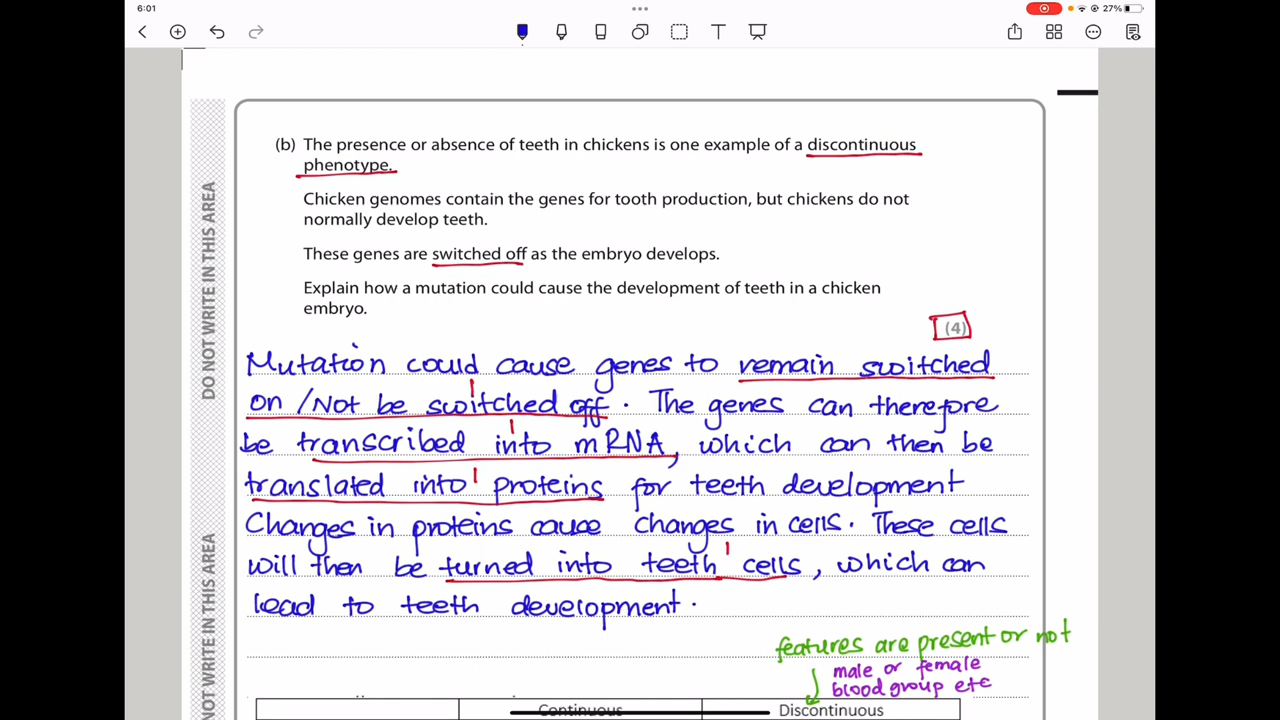 6:01
27%
(b) The presence or absence of teeth in chickens is one example of a discontinuous
phenotype.
Chicken genomes contain the genes for tooth production, but chickens do not
normally develop teeth.
These genes are switched off as the embryo develops.
Explain how a mutation could cause the development of teeth in a chicken
embryo.
(4)
DO NOT WRITE IN THIS AREA
Mutation could cause genes to remain switched
on / Not be switched off. The genes can therefore
be transcribed into mRNA, which can then be
translated into proteins for teeth development
Changes in proteins cause changes in cells. These cells
will then be turned into teeth cells, which can
lead to teeth development.
NOT WRITE IN THIS AREA
features are present or not
male or female
blood group etc
Continuous Discontinuous